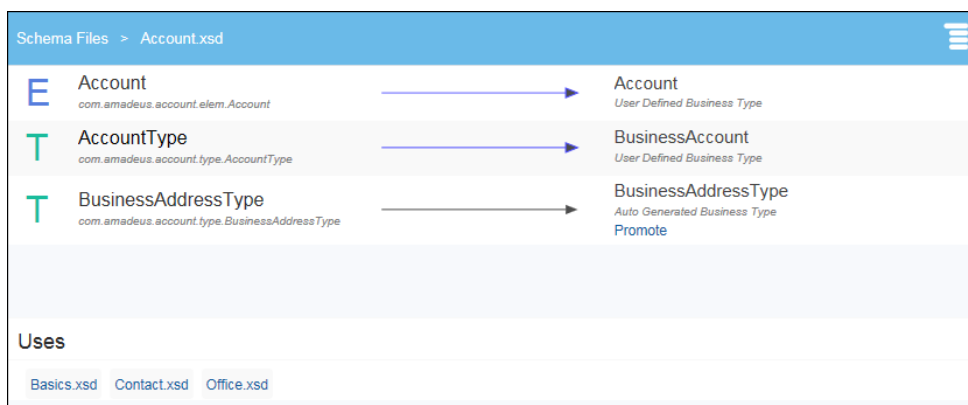 Schema Files > Account.xsd
E Account Account
com.amadeus.account.elem.Account User Defined Business Type
T AccountType BusinessAccount
com.amadeus.account.type.AccountType User Defined Business Type
T BusinessAddressType BusinessAddressType
com.amadeus.account.type.BusinessAddressType Auto Generated Business Type
Promote
Uses
Basics.xsd Contact.xsd Office.xsd